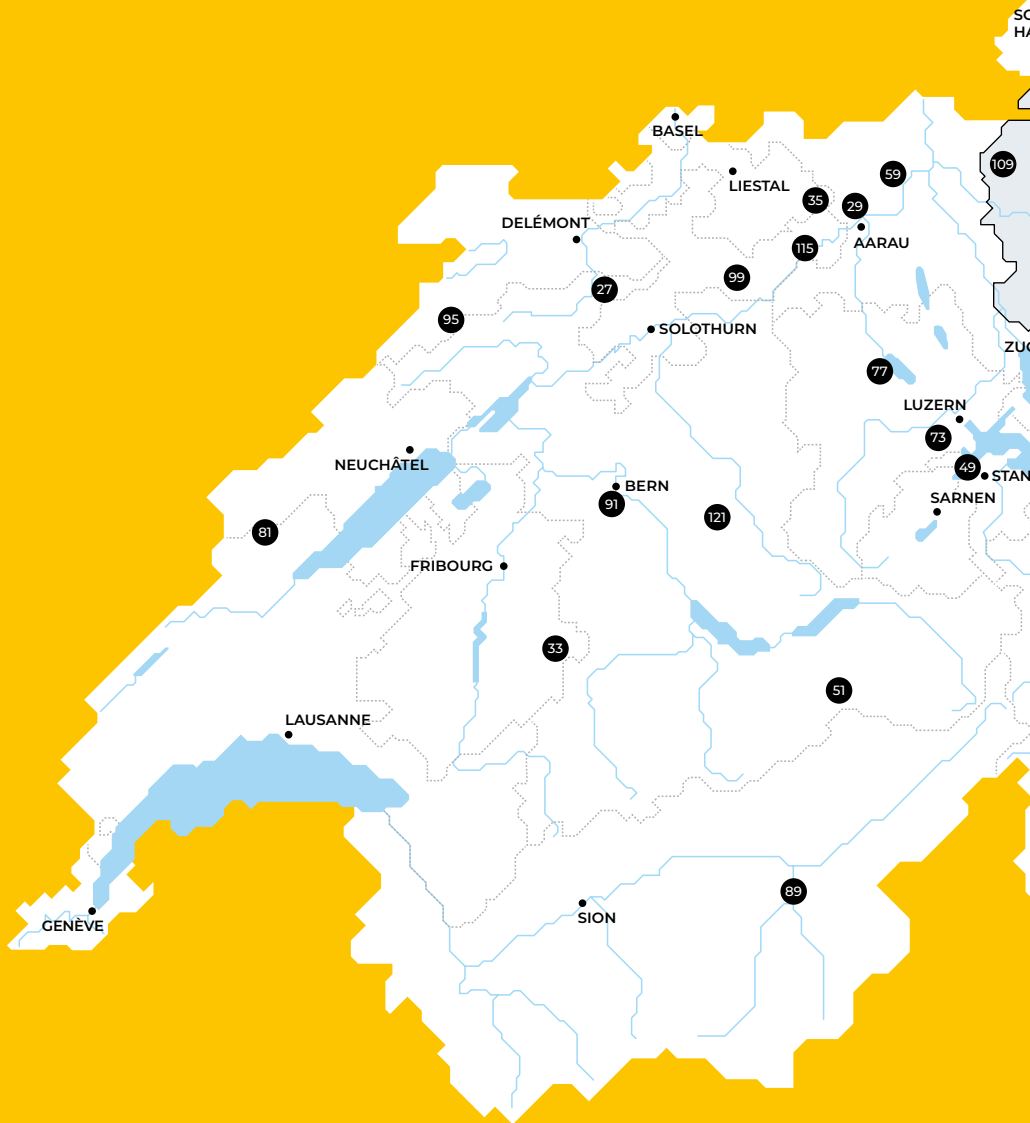 SC
HA
BASEL
109
59
LIESTAL
35
29
DELÉMONT
AARAU
115
99
27
95
SOLOTHURN
ZUG
77
LUZERN
73
NEUCHÂTEL
49
STAN
BERN
SARNEN
91
121
81
FRIBOURG
33
51
LAUSANNE
89
SION
GENÈVE